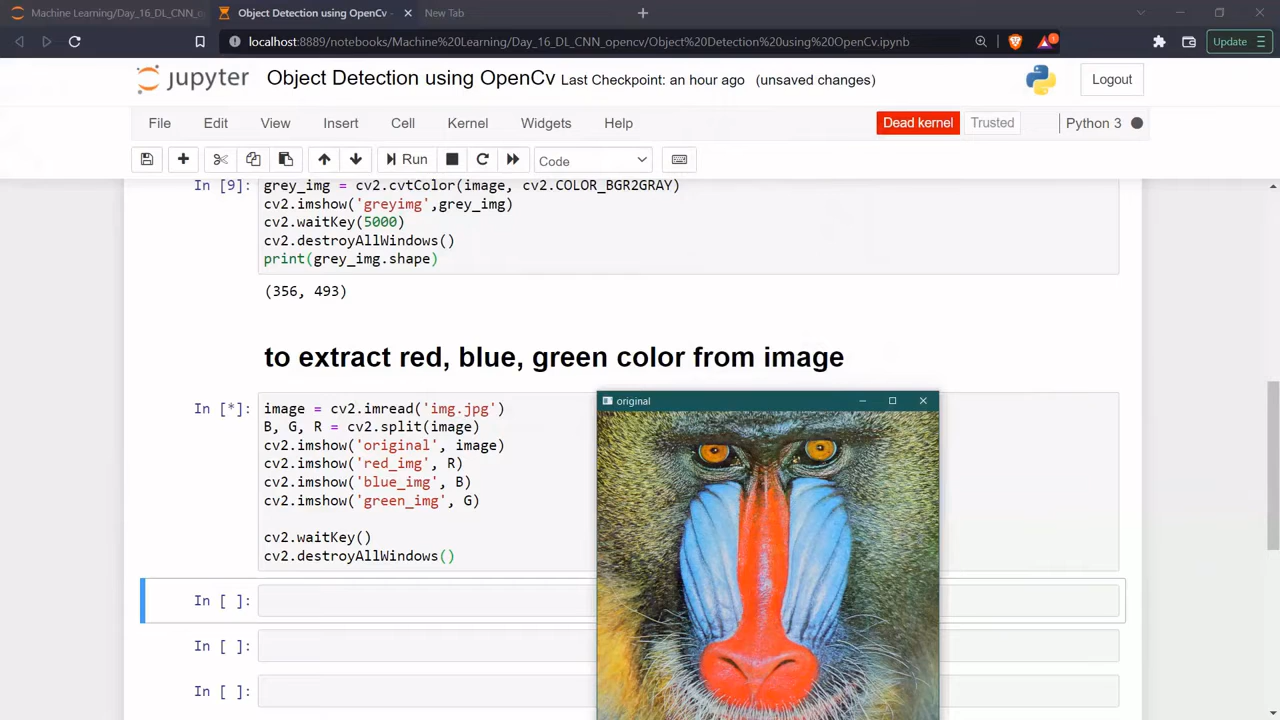 Machine Learning/Day_16_DL_CNN_o
Object Detection using OpenCv -
New Tab
localhost:8889/notebooks/Machine%20Learning/Day_16_DL_CNN_opencv/Object%20Detection%20using%20OpenCv.ipynb
Update
jupyter Object Detection using OpenCv Last Checkpoint: an hour ago (unsaved changes)
Logout
File Edit View Insert Cell Kernel Widgets Help
Dead kernel Trusted Python 3
Run Code
In [9]: grey_img = cv2.cvtColor(image, cv2.COLOR_BGR2GRAY)
cv2.imshow('greyimg',grey_img)
cv2.waitKey(5000)
cv2.destroyAllWindows()
print(grey_img.shape)
(356, 493)
to extract red, blue, green color from image
In [*]: image = cv2.imread('img.jpg')
B, G, R = cv2.split(image)
cv2.imshow('original', image)
cv2.imshow('red_img', R)
cv2.imshow('blue_img', B)
cv2.imshow('green_img', G)
cv2.waitKey()
cv2.destroyAllWindows()
original
In [ ]:
In [ ]:
In [ ]: